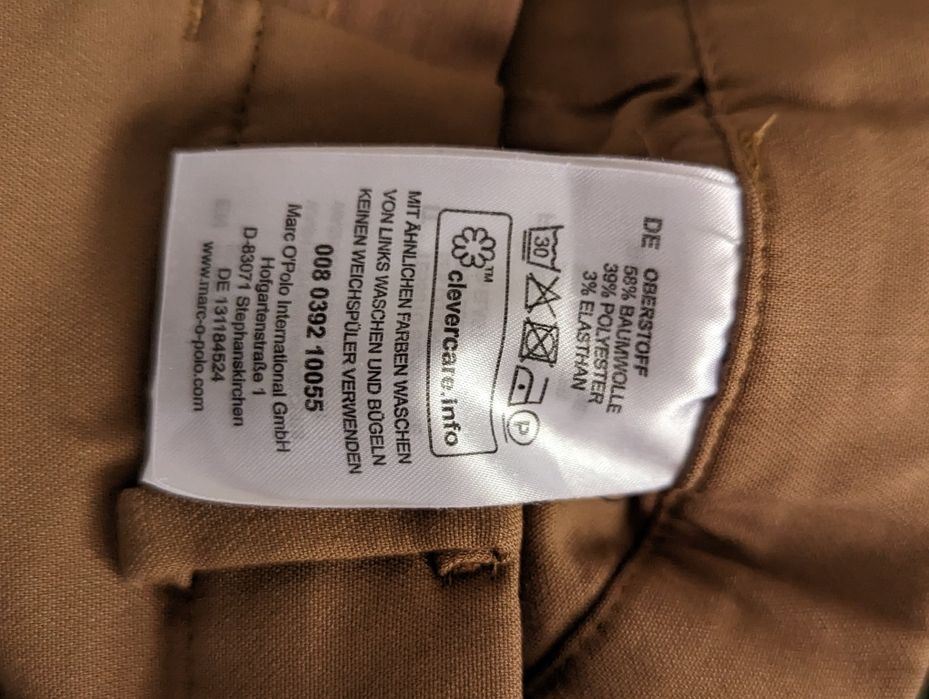 DE OBERSTOFF
58% BAUMWOLLE
39% POLYESTER
3% ELASTHAN
30
P
clevercare.info
TM
MIT ÄHNLICHEN FARBEN WASCHEN
VON LINKS WASCHEN UND BÜGELN
KEINEN WEICHSPÜLER VERWENDEN
008 0392 10055
Marc O'Polo International GmbH
Hofgartenstraße 1
D-83071 Stephanskirchen
DE 131184524
www.marc-o-polo.com